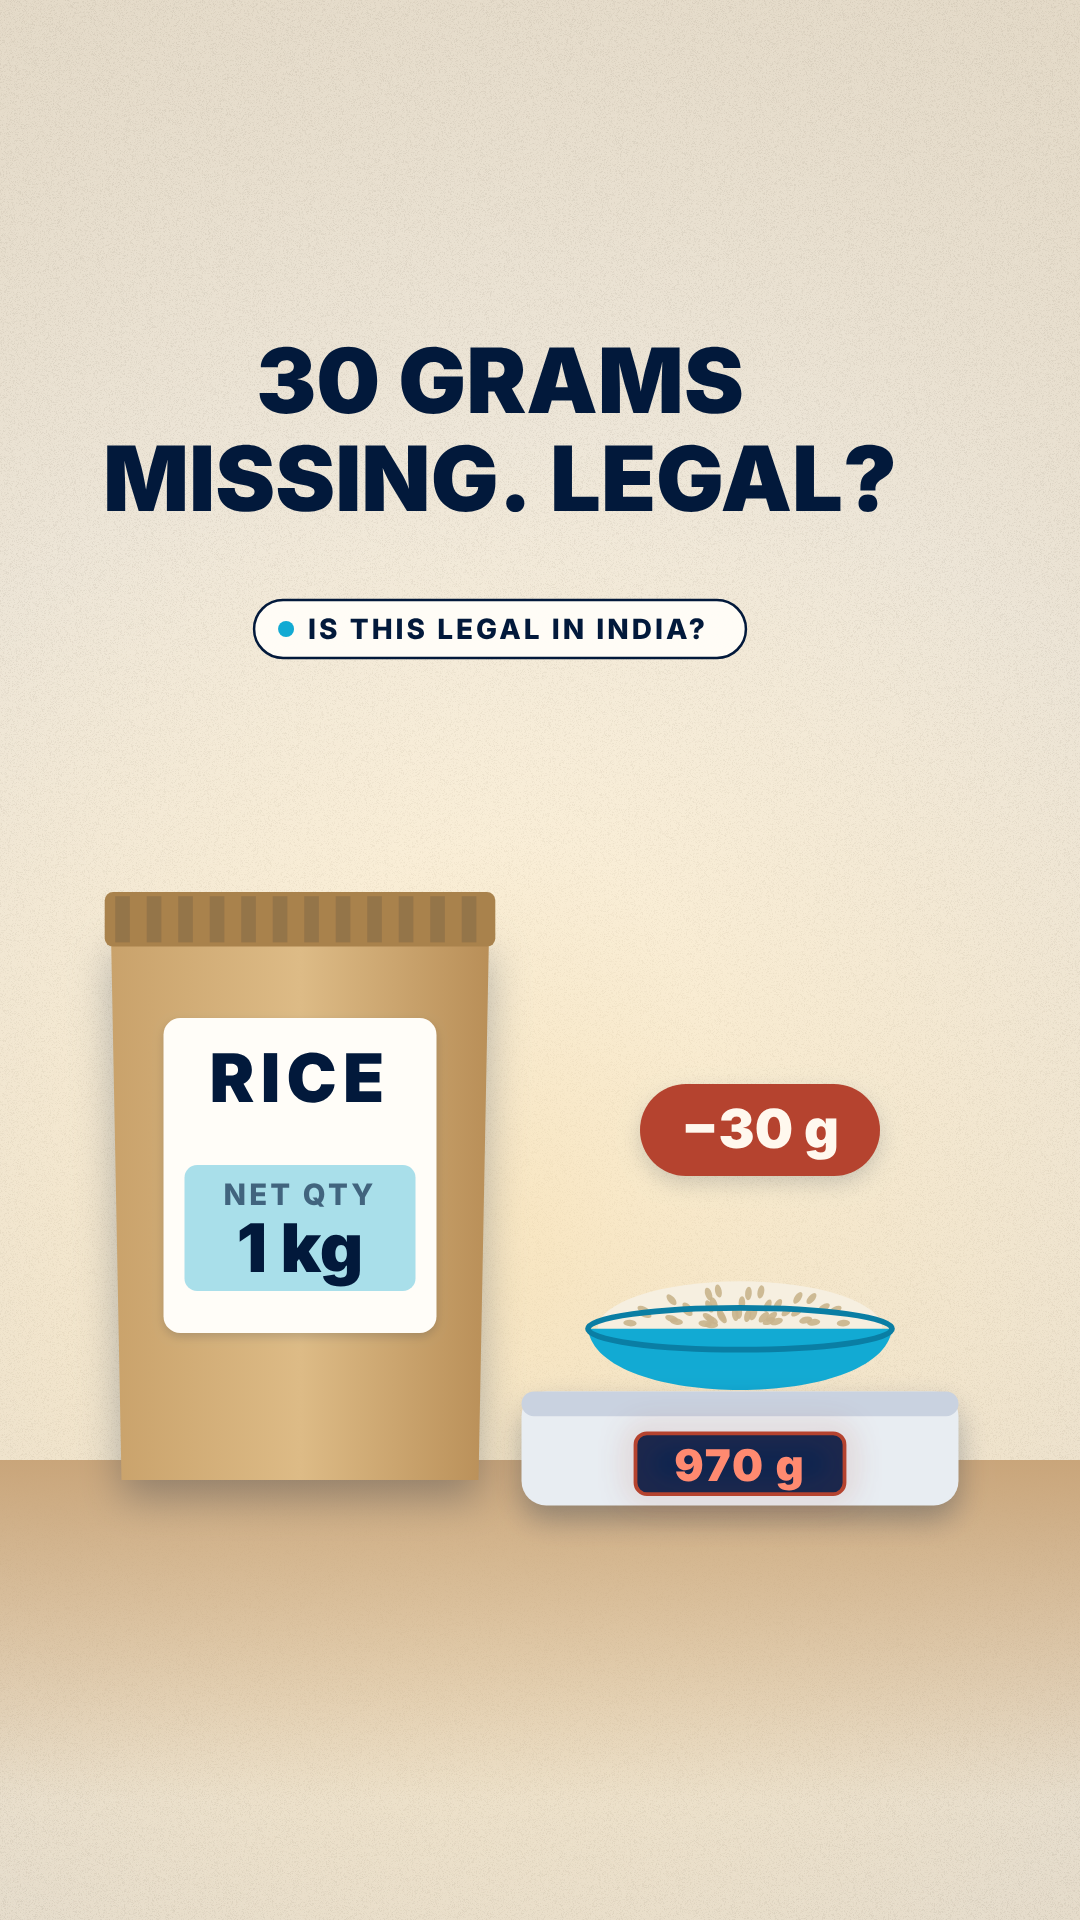 30 GRAMS
MISSING. LEGAL?
IS THIS LEGAL IN INDIA?
RICE
NET QTY
1 kg
−30 g
970 g